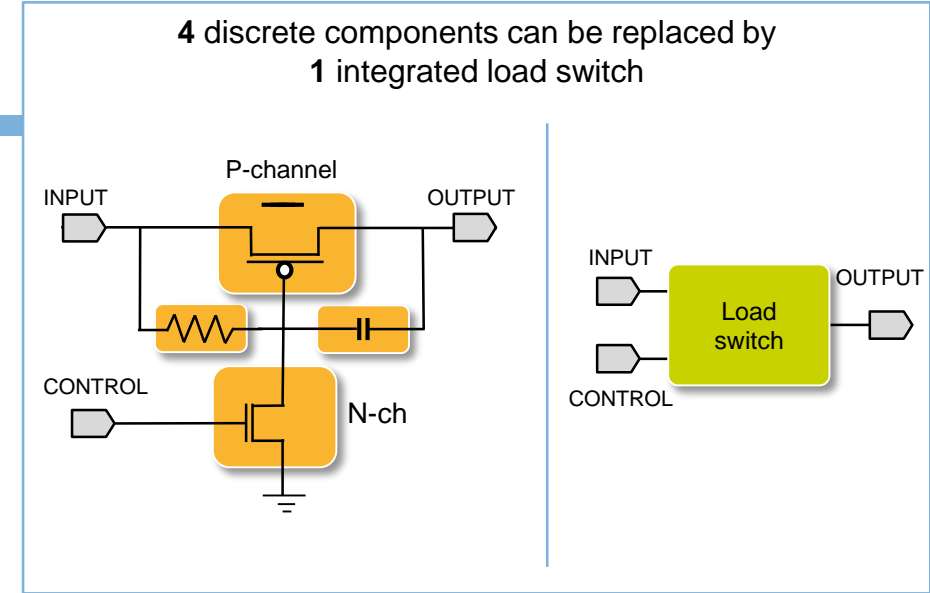 4 discrete components can be replaced by
1 integrated load switch
P-channel
INPUT
OUTPUT
CONTROL
N-ch
INPUT
OUTPUT
Load
switch
CONTROL